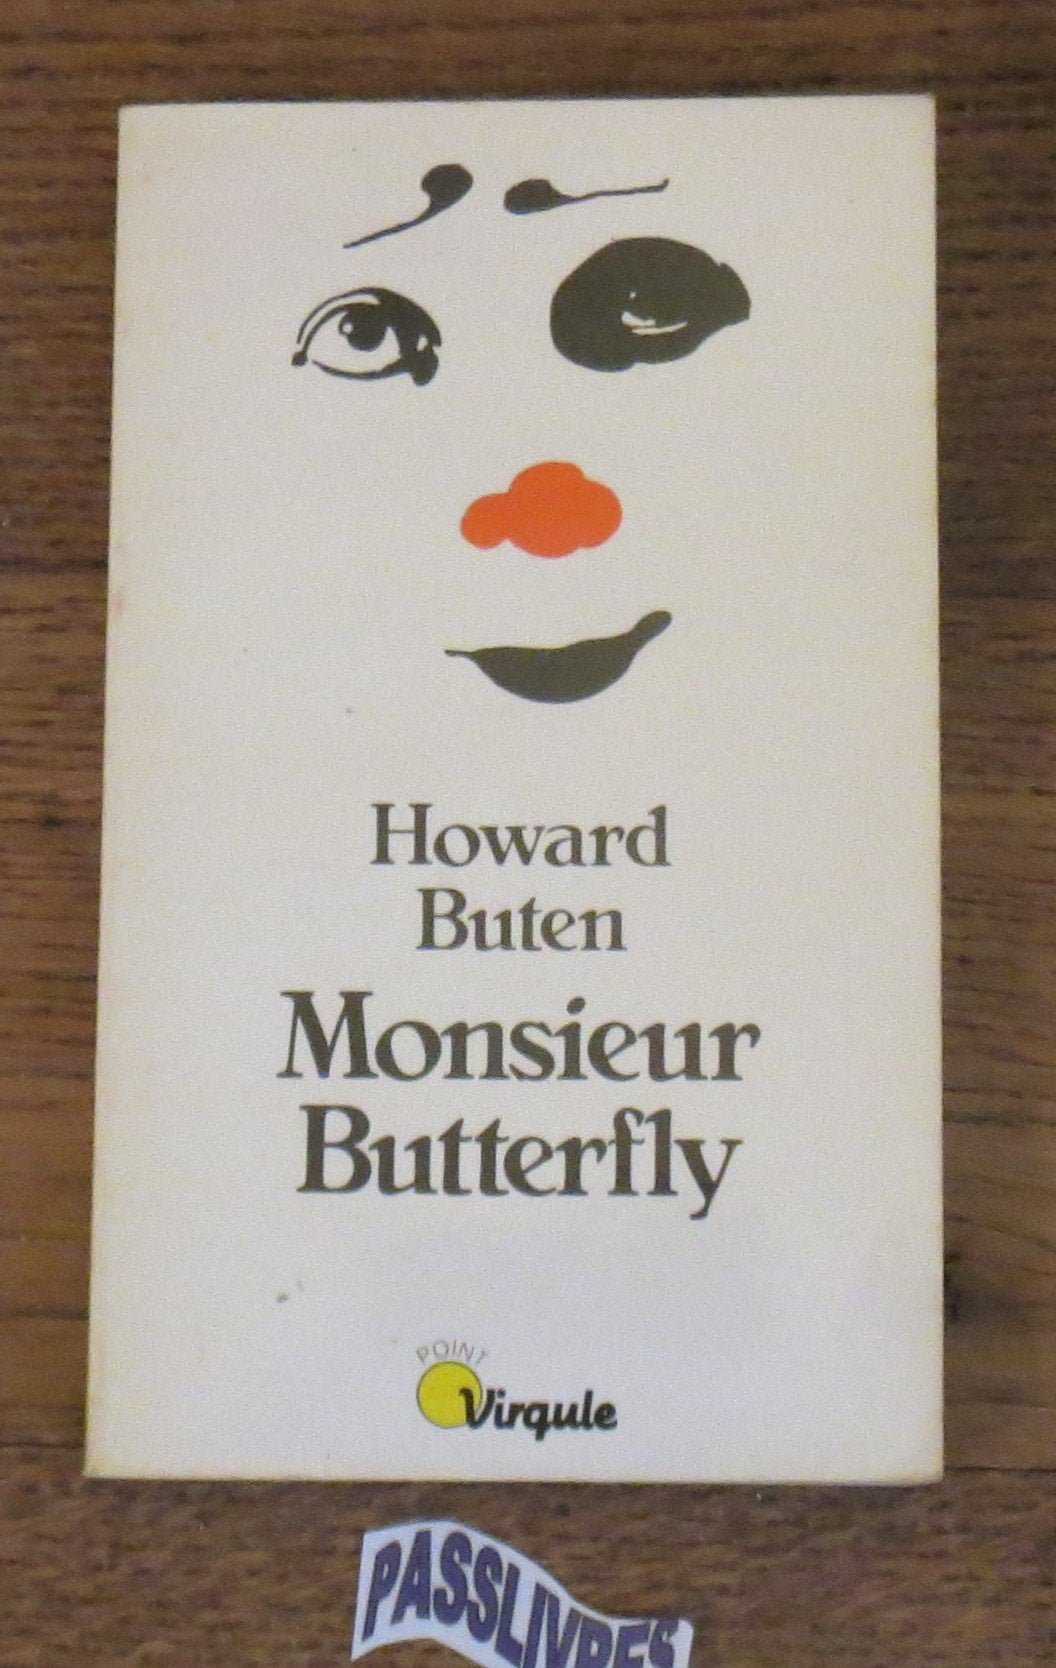 Howard
Buten
Monsieur
Butterfly
POINT
Virgule
PASSLIVRES